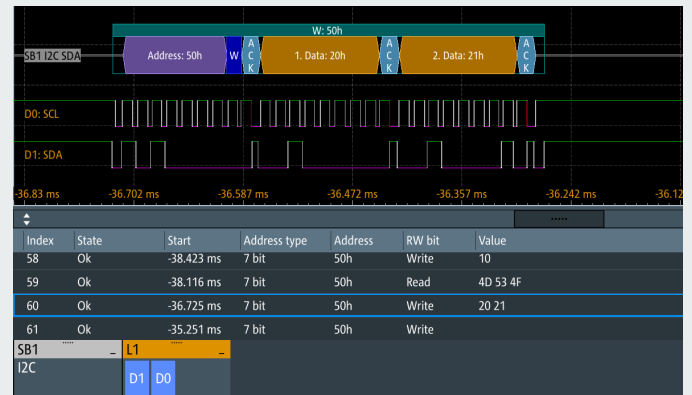 W: 50h
SB1 I2C SDA
Address: 50h W ACK 1. Data: 20h ACK 2. Data: 21h ACK
D0: SCL
D1: SDA
-36.83 ms -36.702 ms -36.587 ms -36.472 ms -36.357 ms -36.242 ms -36.12
Index State Start Address type Address RW bit Value
58 Ok -38.423 ms 7 bit 50h Write 10
59 Ok -38.116 ms 7 bit 50h Read 4D 53 4F
60 Ok -36.725 ms 7 bit 50h Write 20 21
61 Ok -35.251 ms 7 bit 50h Write
SB1 L1
I2C
D1 D0